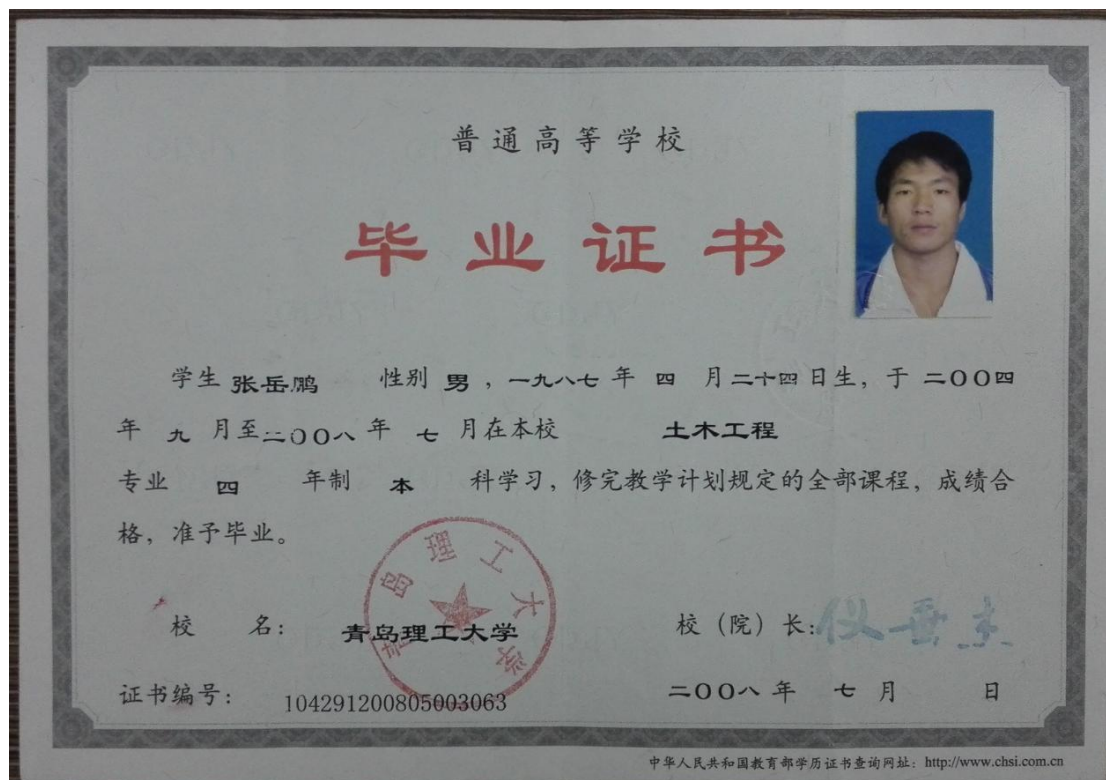 普通高等学校
毕业证书
学生 张岳鹏 性别 男 ，一九八七 年 四 月二十四日生，于 二〇〇四
年 九 月至二〇〇八 年 七 月在本校 土木工程
专业 四 年制 本 科学习，修完教学计划规定的全部课程，成绩合
格，准予毕业。
青岛理工大学
校 名： 青岛理工大学 校（院）长：
证书编号： 104291200805003063 二〇〇八 年 七 月 日
中华人民共和国教育部学历证书查询网址：http://www.chsi.com.cn